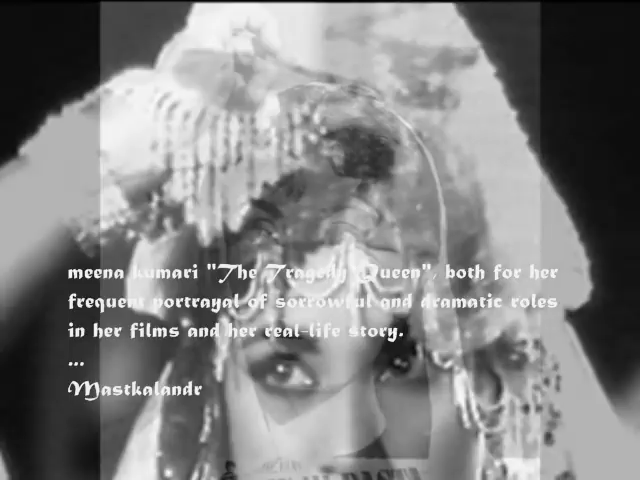 meena kumari "The Tragedy Queen", both for her
frequent portrayal of sorrowful and dramatic roles
in her films and her real-life story.
...
Mastkalandr